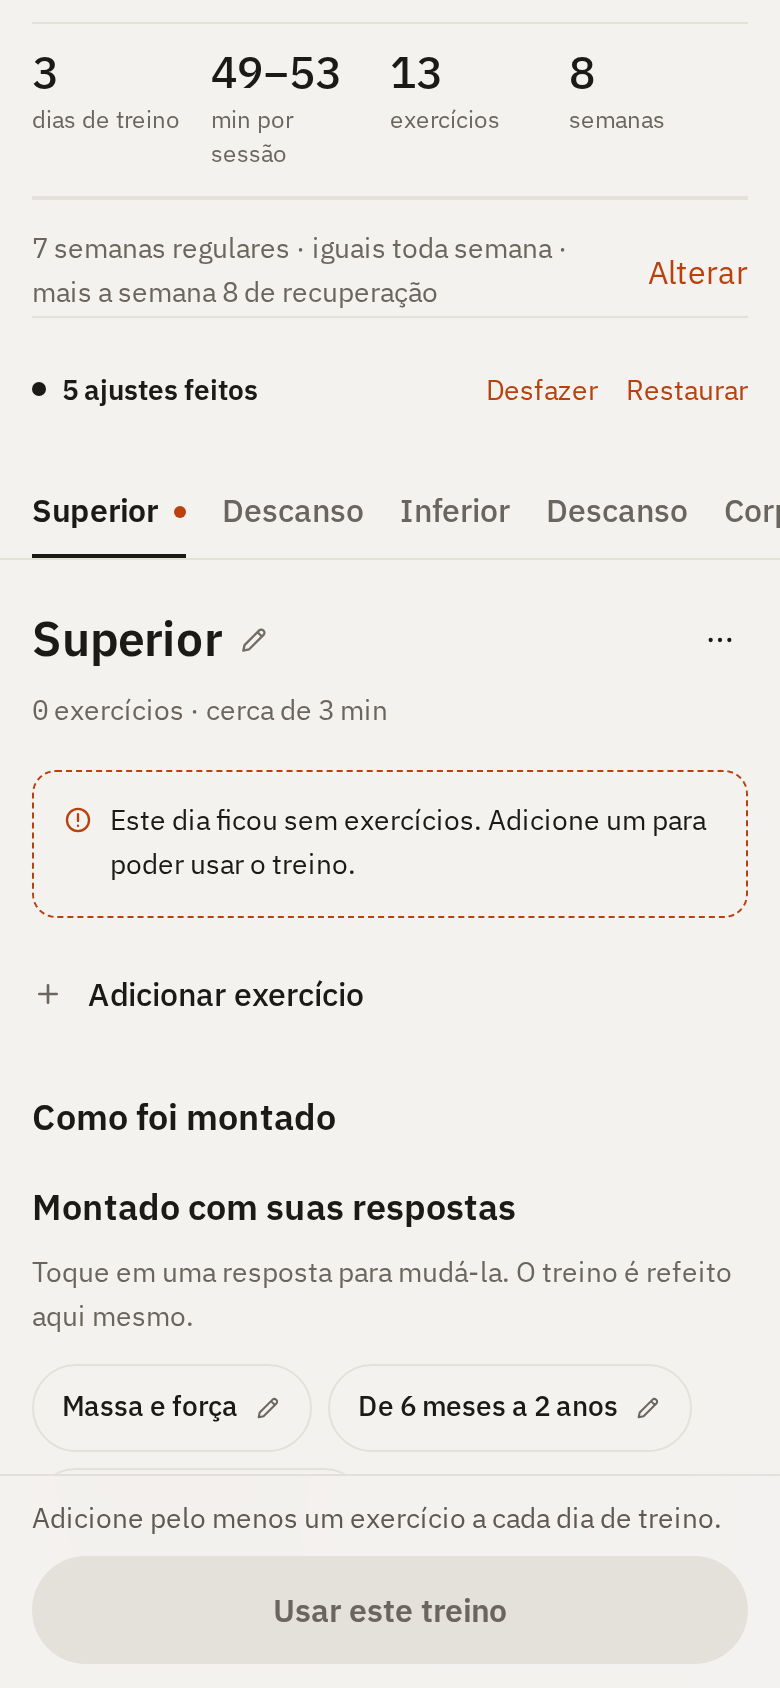 3 49–53 13 8
dias de treino min por exercícios semanas
sessão
7 semanas regulares · iguais toda semana ·
mais a semana 8 de recuperação
Alterar
5 ajustes feitos Desfazer Restaurar
Superior Descanso Inferior Descanso Corp
Superior
0 exercícios · cerca de 3 min
Este dia ficou sem exercícios. Adicione um para
poder usar o treino.
Adicionar exercício
Como foi montado
Montado com suas respostas
Toque em uma resposta para mudá-la. O treino é refeito
aqui mesmo.
Massa e força De 6 meses a 2 anos
Adicione pelo menos um exercício a cada dia de treino.
Usar este treino